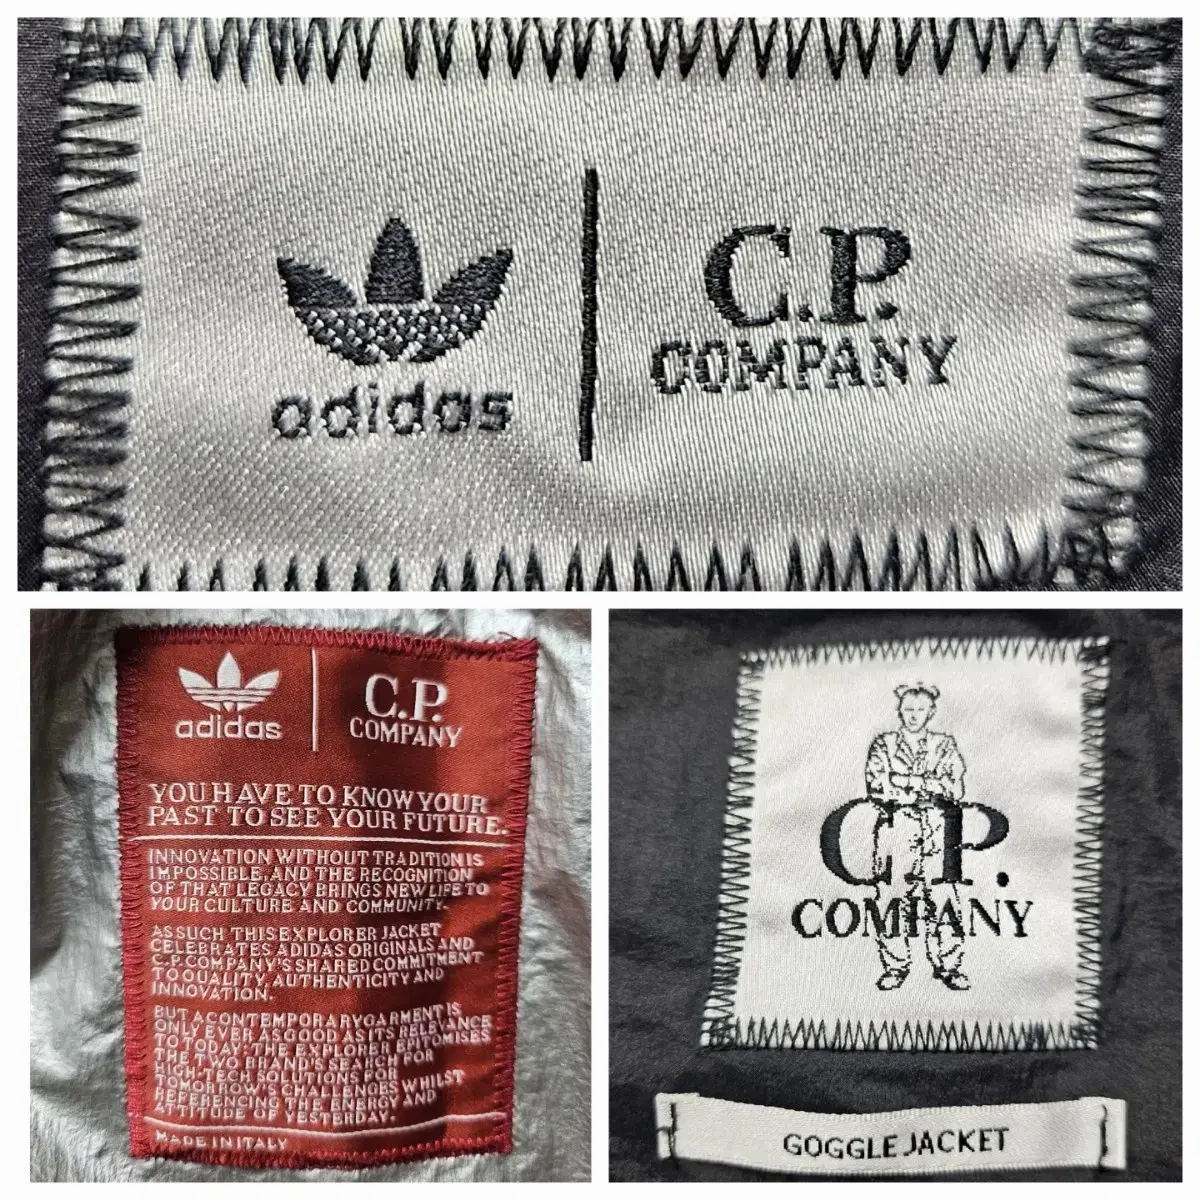 adidas
C.P.
COMPANY
adidas
C.P.
COMPANY
YOU HAVE TO KNOW YOUR
PAST TO SEE YOUR FUTURE.
INNOVATION WITHOUT TRADITION IS
IMPOSSIBLE, AND THE RECOGNITION
OF THAT LEGACY BRINGS NEW LIFE TO
YOUR CULTURE AND COMMUNITY.
AS SUCH THIS EXPLORER JACKET
CELEBRATES ADIDAS ORIGINALS AND
C.P. COMPANY'S SHARED COMMITMENT
TO QUALITY, AUTHENTICITY AND
INNOVATION.
BUT A CONTEMPORARY GARMENT IS
ONLY EVER AS GOOD AS ITS RELEVANCE
TO TODAY: THE EXPLORER EPITOMISES
THE TWO BRAND'S SEARCH FOR
HIGH-TECH SOLUTIONS FOR
TOMORROW'S CHALLENGES WHILST
REFERENCING THE ENERGY AND
ATTITUDE OF YESTERDAY.
MADE IN ITALY
C.P.
COMPANY
GOGGLE JACKET